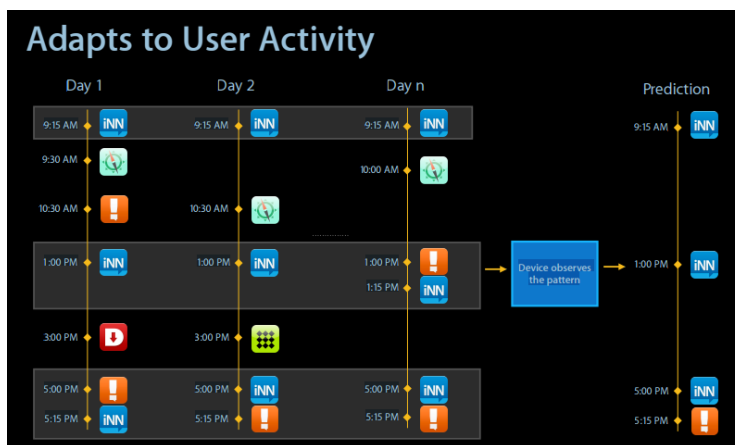 Adapts to User Activity
Day 1
Day 2
Day n
Prediction
9:15 AM iNN
9:15 AM iNN
9:15 AM iNN
9:15 AM iNN
9:30 AM
10:00 AM
10:30 AM !
10:30 AM
1:00 PM iNN
1:00 PM iNN
1:00 PM !
1:15 PM iNN
Device observes
the pattern
1:00 PM iNN
3:00 PM D
3:00 PM
5:00 PM !
5:00 PM iNN
5:00 PM iNN
5:00 PM iNN
5:15 PM iNN
5:15 PM !
5:15 PM !
5:15 PM !